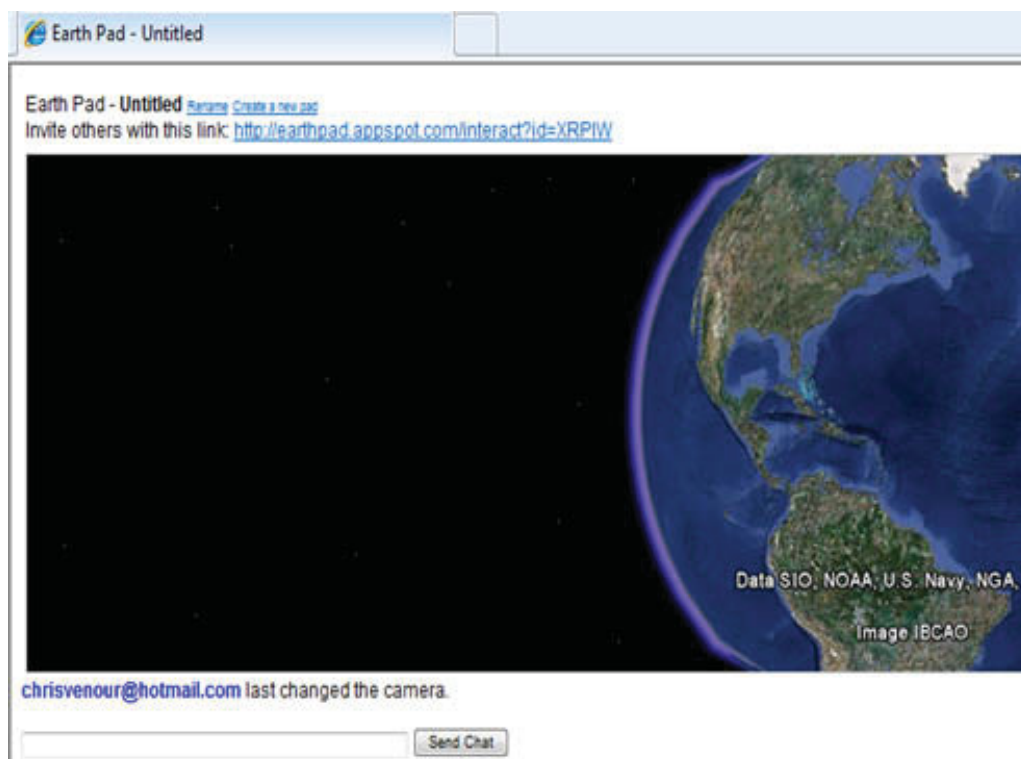 Earth Pad - Untitled
Earth Pad - Untitled Rename Create a new pad
Invite others with this link: http://earthpad.appspot.com/interact?id=XRPIW
Data SIO, NOAA, U.S. Navy, NGA,
Image IBCAO
chrisvenour@hotmail.com last changed the camera.
Send Chat